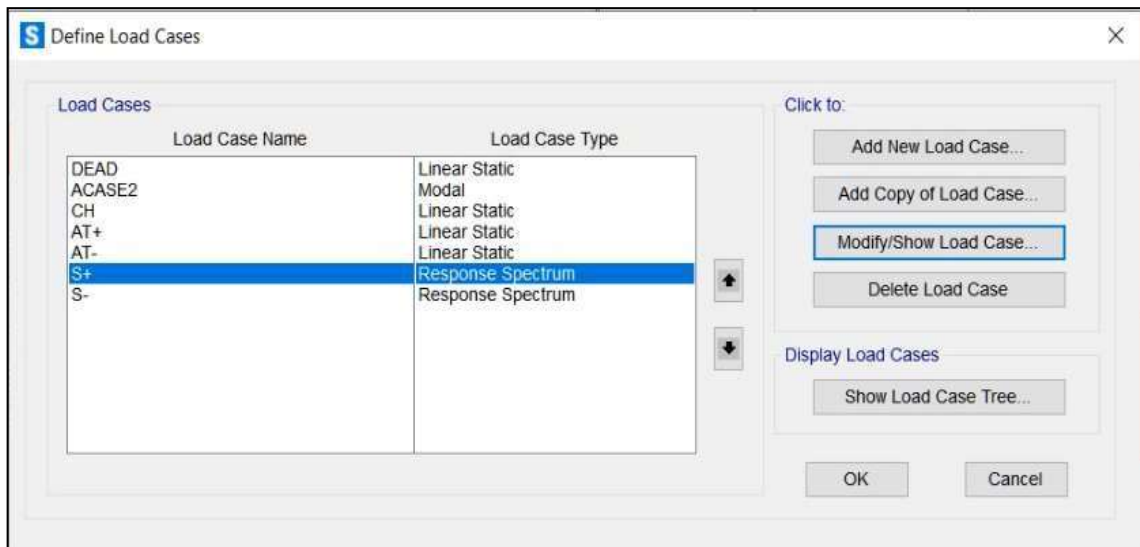 S Define Load Cases
Load Cases
Load Case Name Load Case Type
DEAD Linear Static
ACASE2 Modal
CH Linear Static
AT+ Linear Static
AT- Linear Static
S+ Response Spectrum
S- Response Spectrum
Click to:
Add New Load Case...
Add Copy of Load Case...
Modify/Show Load Case...
Delete Load Case
Display Load Cases
Show Load Case Tree...
OK Cancel